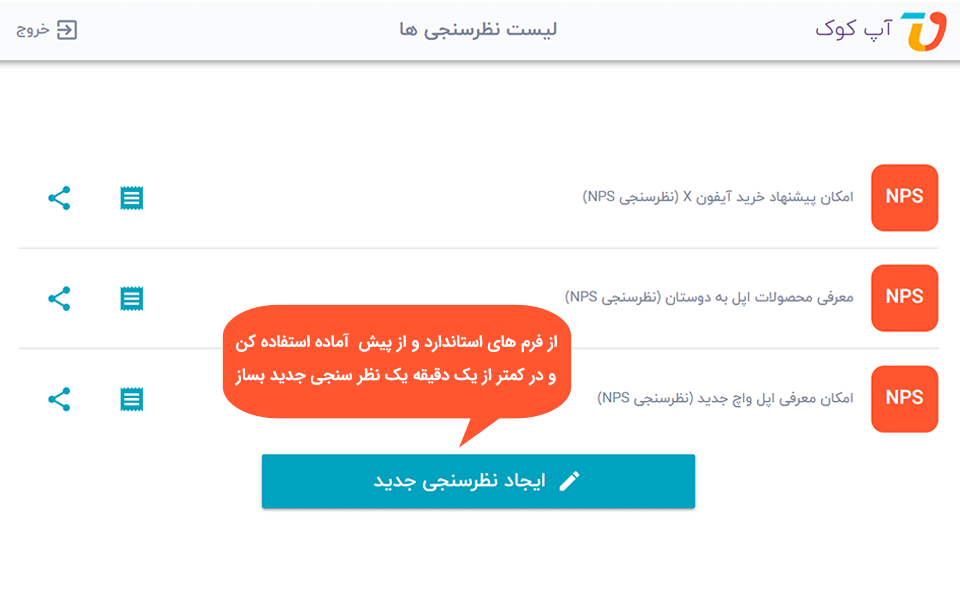 آپ کوک
لیست نظرسنجی ها
خروج
NPS
امکان پیشنهاد خرید آیفون X (نظرسنجی NPS)
NPS
معرفی محصولات اپل به دوستان (نظرسنجی NPS)
از فرم های استاندارد و از پیش آماده استفاده کن
و در کمتر از یک دقیقه یک نظر سنجی جدید بساز
NPS
امکان معرفی اپل واچ جدید (نظرسنجی NPS)
ایجاد نظرسنجی جدید